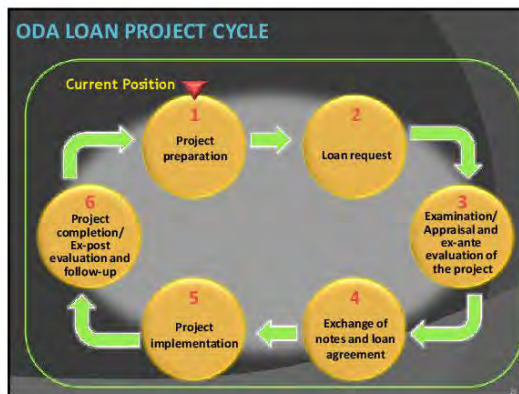 ODA LOAN PROJECT CYCLE
Current Position
1
Project
preparation
2
Loan request
3
Examination/
Appraisal and
ex-ante
evaluation of
the project
4
Exchange of
notes and loan
agreement
5
Project
implementation
6
Project
completion/
Ex-post
evaluation and
follow-up